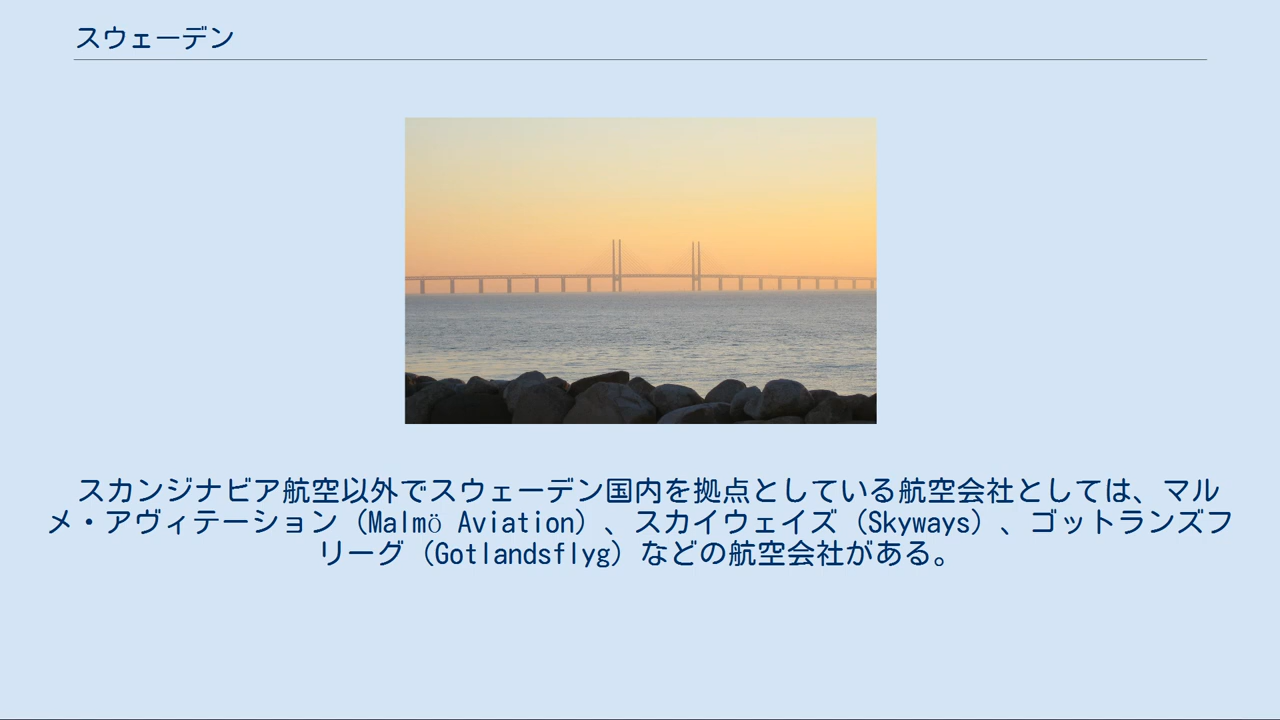 スウェーデン
スカンジナビア航空以外でスウェーデン国内を拠点としている航空会社としては、マル
メ・アヴィテーション（Malmö Aviation）、スカイウェイズ（Skyways）、ゴットランズフ
リーグ（Gotlandsflyg）などの航空会社がある。